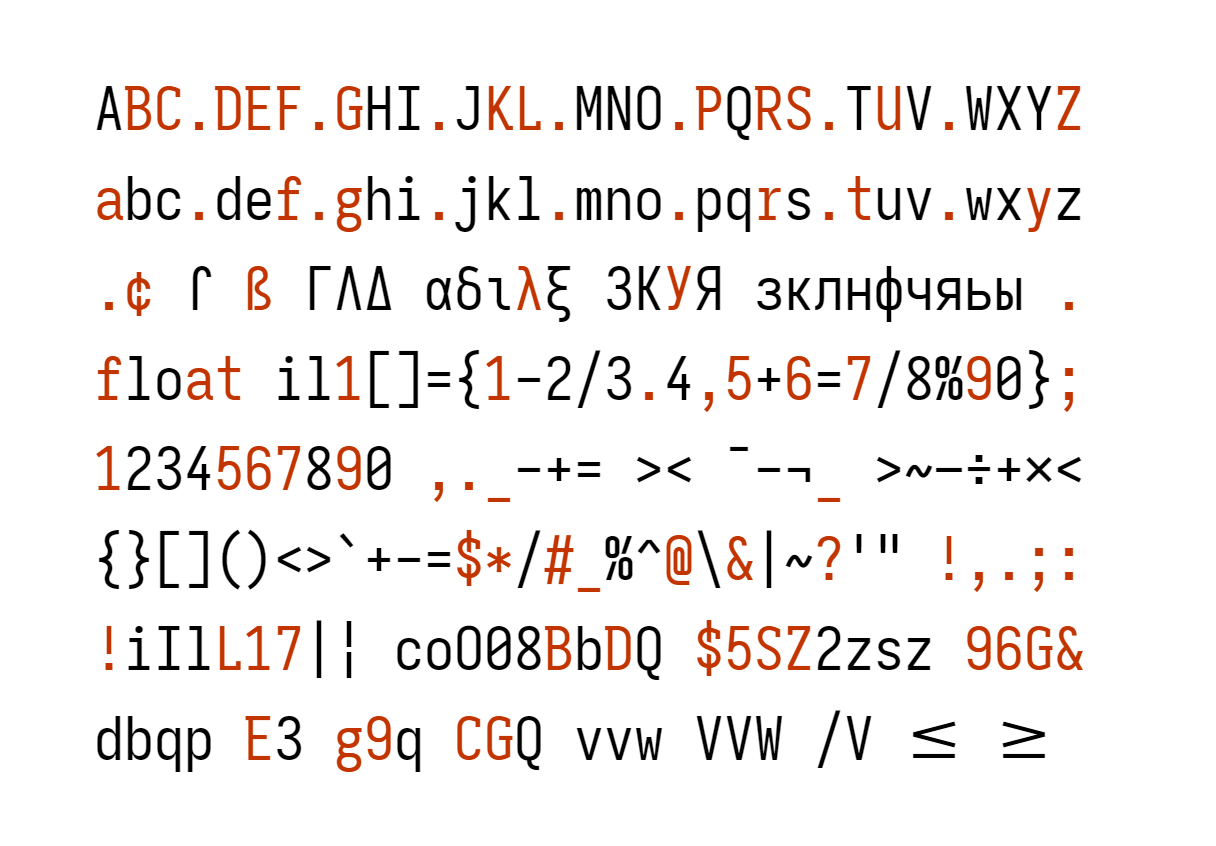 ABC.DEF.GHI.JKL.MNO.PQRS.TUV.WXYZ
abc.def.ghi.jkl.mno.pqrs.tuv.wxyz
.¢ ſ ß ΓΛΔ αδιλξ ЗКУЯ зклнфчяьы .
float il1[]={1-2/3.4,5+6=7/8%90};
1234567890 ,._-+= >< ¯-¬_ >~–÷+×<
{}[]()<>`+-=$*/#_%^@\&|~?'" !,.;:
!iIlL17|¦ coO08BbDQ $5SZ2zsz 96G&
dbqp E3 g9q CGQ vvw VVW /V ≤ ≥